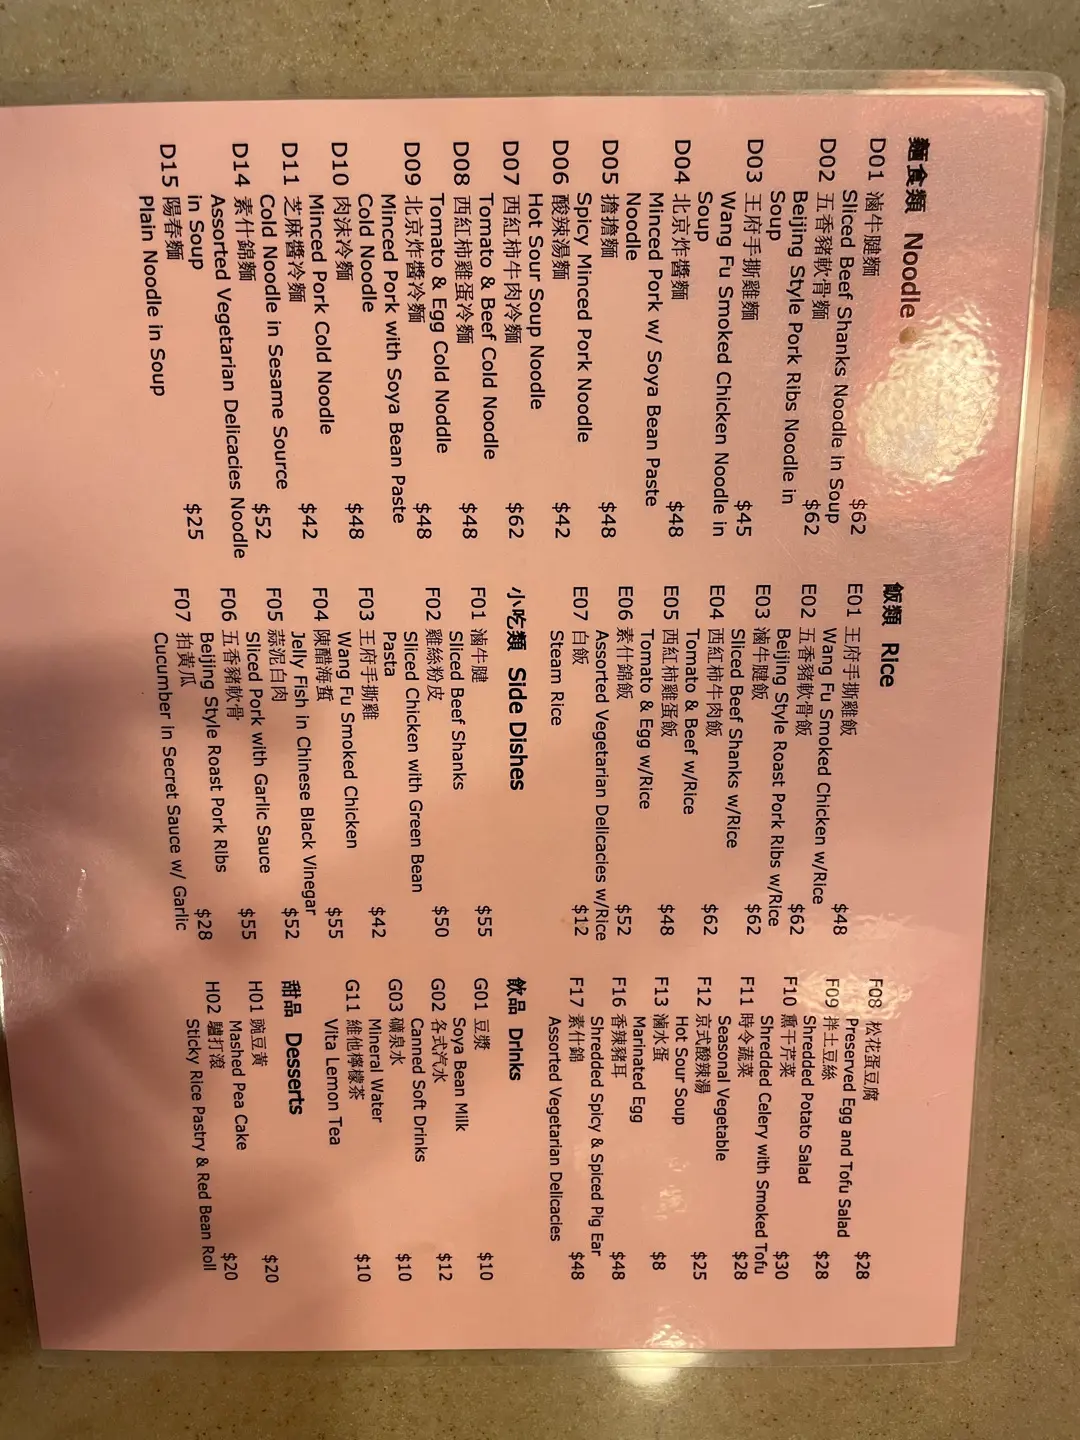 麵食類 Noodle
D01 滷牛腱麵 $62
Sliced Beef Shanks Noodle in Soup
D02 五香豬軟骨麵 $62
Beijing Style Pork Ribs Noodle in
Soup
D03 王府手撕雞麵 $45
Wang Fu Smoked Chicken Noodle in
Soup
D04 北京炸醬麵 $48
Minced Pork w/ Soya Bean Paste
Noodle
D05 擔擔麵 $48
Spicy Minced Pork Noodle
D06 酸辣湯麵 $42
Hot Sour Soup Noodle
D07 西紅柿牛肉冷麵 $62
Tomato & Beef Cold Noodle
D08 西紅柿雞蛋冷麵 $48
Tomato & Egg Cold Noddle
D09 北京炸醬冷麵 $48
Minced Pork with Soya Bean Paste
Cold Noodle
D10 肉沫冷麵 $48
Minced Pork Cold Noodle
D11 芝麻醬冷麵 $42
Cold Noodle in Sesame Source
D14 素什錦麵 $52
Assorted Vegetarian Delicacies Noodle
in Soup
D15 陽春麵 $25
Plain Noodle in Soup
飯類 Rice
E01 王府手撕雞飯 $48
Wang Fu Smoked Chicken w/Rice
E02 五香豬軟骨飯 $62
Beijing Style Roast Pork Ribs w/Rice
E03 滷牛腱飯 $62
Sliced Beef Shanks w/Rice
E04 西紅柿牛肉飯 $62
Tomato & Beef w/Rice
E05 西紅柿雞蛋飯 $48
Tomato & Egg w/Rice
E06 素什錦飯 $52
Assorted Vegetarian Delicacies w/Rice
E07 白飯 $12
Steam Rice
小吃類 Side Dishes
F01 滷牛腱 $55
Sliced Beef Shanks
F02 雞絲粉皮 $50
Sliced Chicken with Green Bean
Pasta
F03 王府手撕雞 $42
Wang Fu Smoked Chicken
F04 陳醋海蜇 $55
Jelly Fish in Chinese Black Vinegar
F05 蒜泥白肉 $52
Sliced Pork with Garlic Sauce
F06 五香豬軟骨 $55
Beijing Style Roast Pork Ribs
F07 拍黃瓜 $28
Cucumber in Secret Sauce w/ Garlic
F08 松花蛋豆腐 $28
Preserved Egg and Tofu Salad
F09 拌土豆絲 $28
Shredded Potato Salad
F10 薰干芹菜 $30
Shredded Celery with Smoked Tofu
F11 時令蔬菜 $28
Seasonal Vegetable
F12 京式酸辣湯 $25
Hot Sour Soup
F13 滷水蛋 $8
Marinated Egg
F16 香辣豬耳 $48
Shredded Spicy & Spiced Pig Ear
F17 素什錦 $48
Assorted Vegetarian Delicacies
飲品 Drinks
G01 豆漿 $10
Soya Bean Milk
G02 各式汽水 $12
Canned Soft Drinks
G03 礦泉水 $10
Mineral Water
G11 維他檸檬茶 $10
Vita Lemon Tea
甜品 Desserts
H01 豌豆黃 $20
Mashed Pea Cake
H02 驢打滾 $20
Sticky Rice Pastry & Red Bean Roll